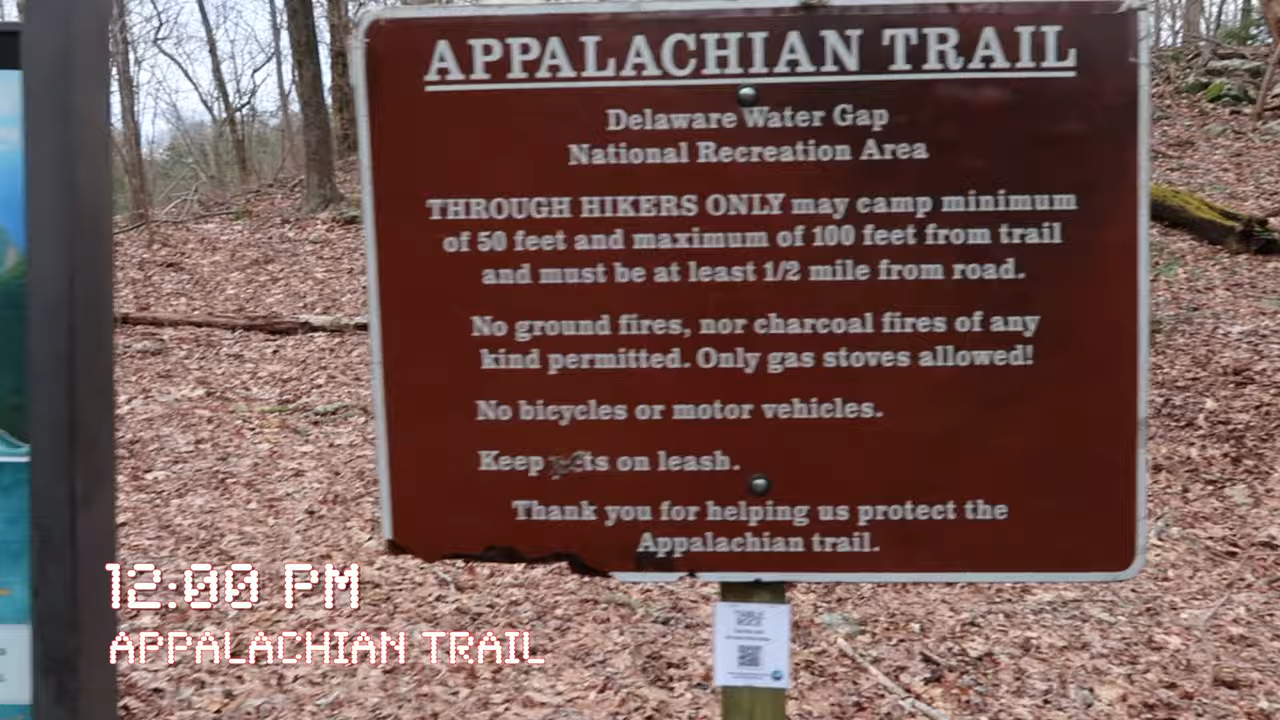 APPALACHIAN TRAIL
Delaware Water Gap
National Recreation Area
THROUGH HIKERS ONLY may camp minimum
of 50 feet and maximum of 100 feet from trail
and must be at least 1/2 mile from road.
No ground fires, nor charcoal fires of any
kind permitted. Only gas stoves allowed!
No bicycles or motor vehicles.
Keep pets on leash.
Thank you for helping us protect the
Appalachian trail.
12:00 PM
APPALACHIAN TRAIL